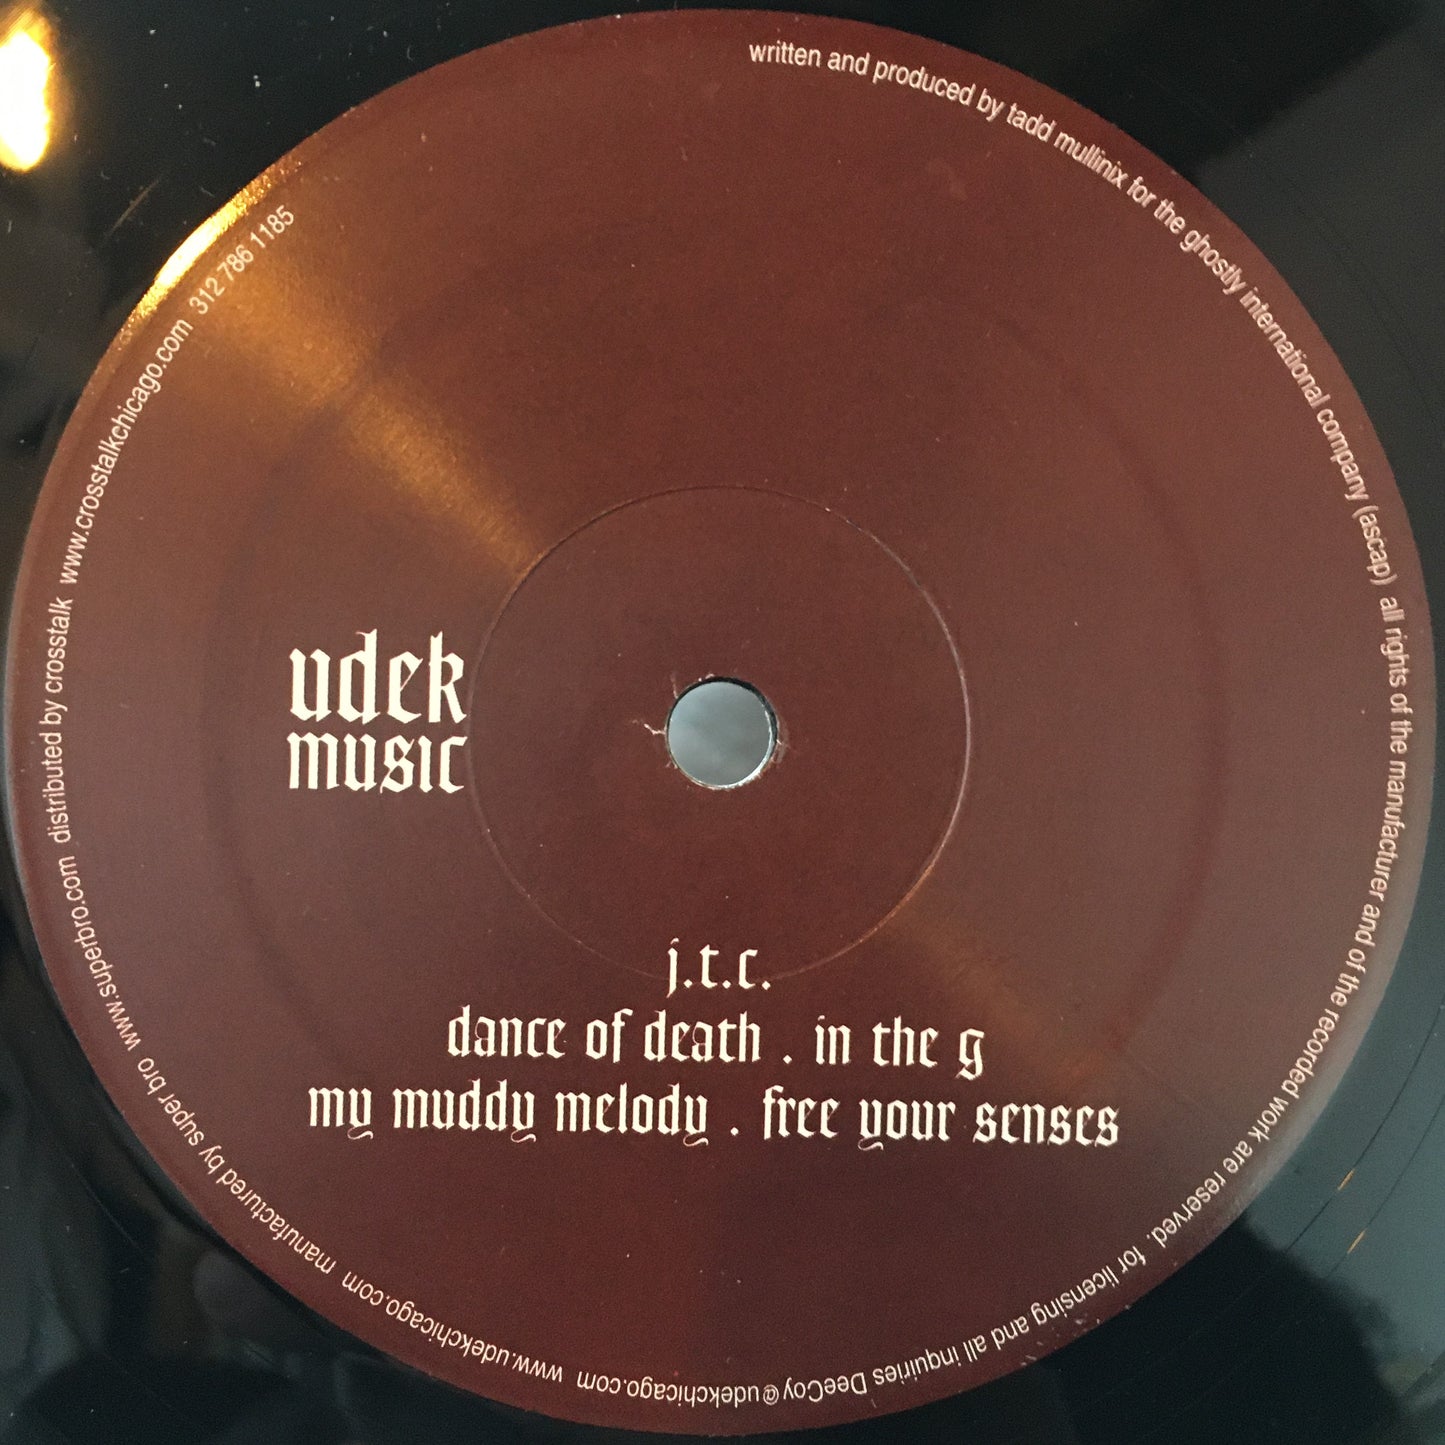 udek
music
j.t.c.
dance of death . in the g
my muddy melody . free your senses
written and produced by tadd mullinix for the ghostly international company (ascap) all rights of the manufacturer and of the recorded work are reserved. for licensing and all inquiries DeeCoy@udekchicago.com www.udekchicago.com manufactured by super bro www.superbro.com distributed by crosstalk www.crosstalkchicago.com 312 786 1185